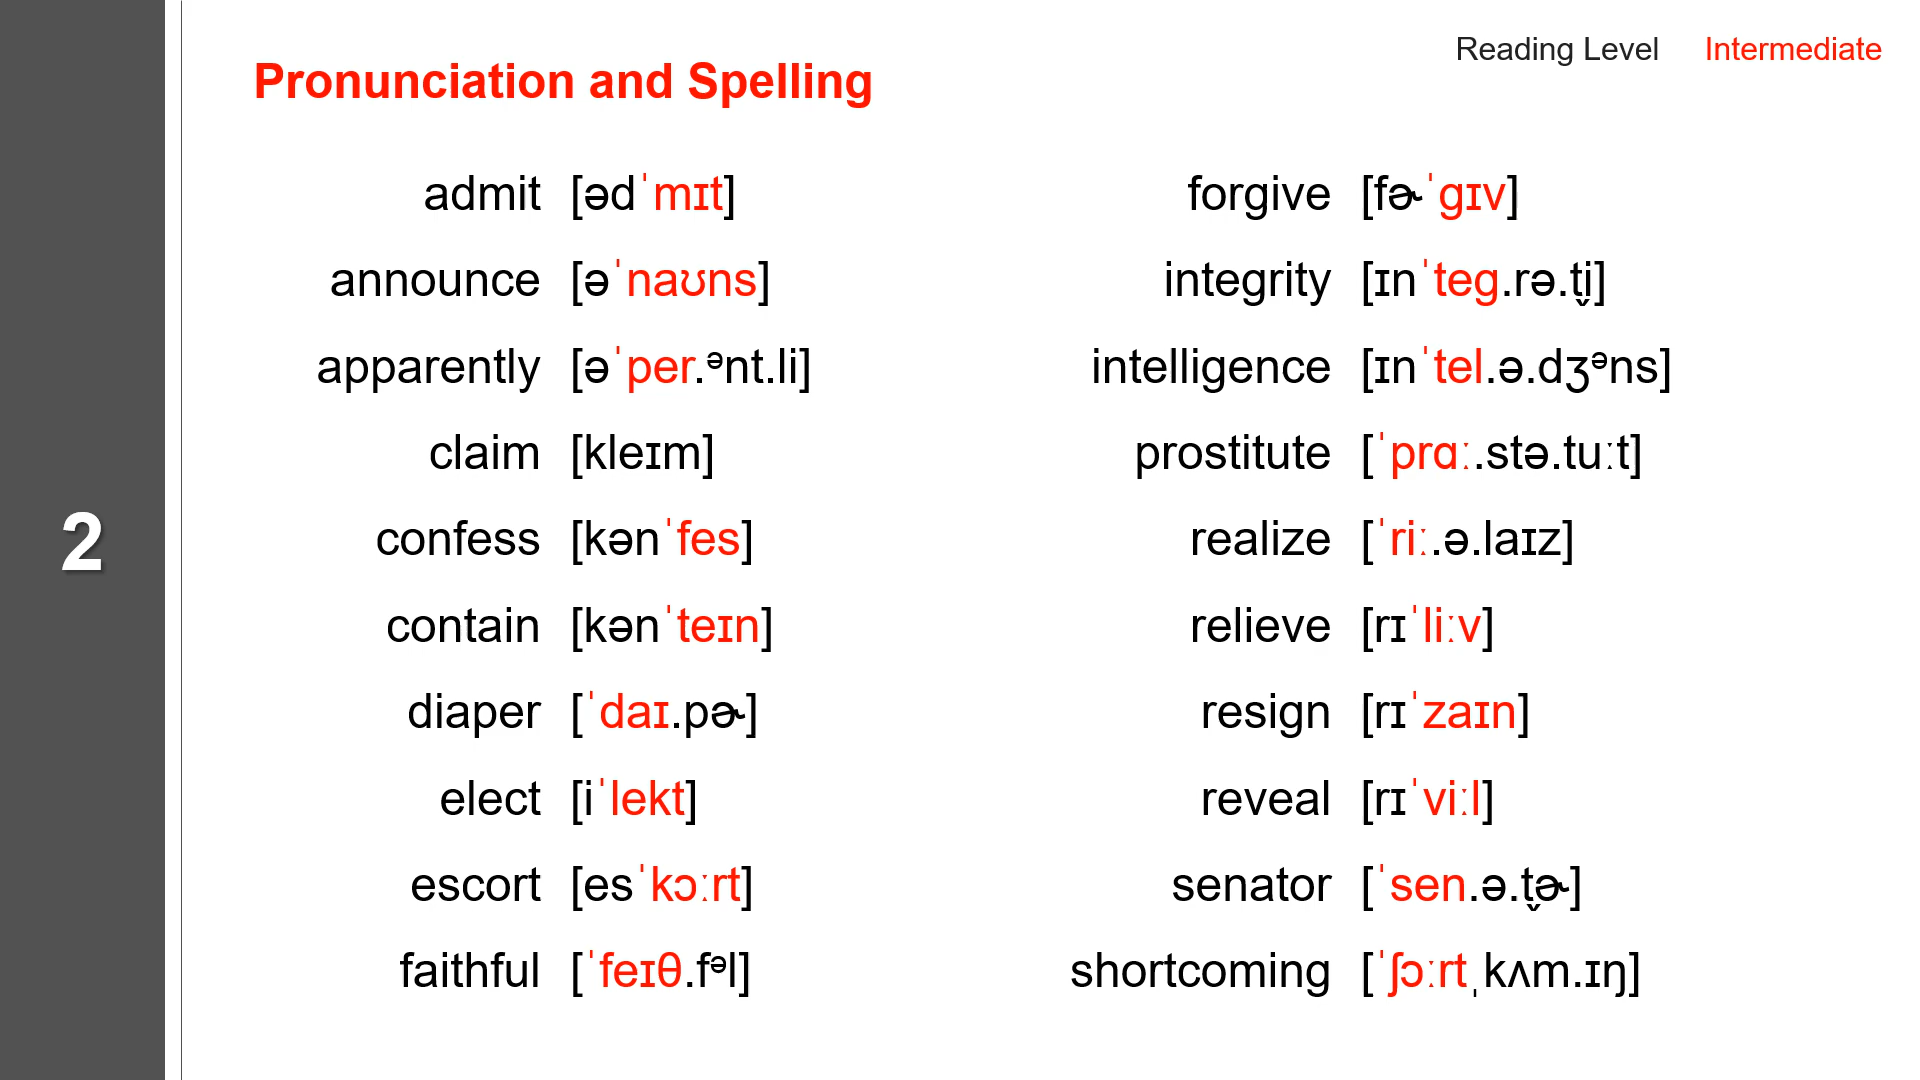 Reading Level Intermediate
Pronunciation and Spelling
2
admit [ədˈmɪt]
announce [əˈnaʊns]
apparently [əˈper.ᵊnt.li]
claim [kleɪm]
confess [kənˈfes]
contain [kənˈteɪn]
diaper [ˈdaɪ.pɚ]
elect [iˈlekt]
escort [esˈkɔːrt]
faithful [ˈfeɪθ.fᵊl]
forgive [fɚˈɡɪv]
integrity [ɪnˈteɡ.rə.t̬i]
intelligence [ɪnˈtel.ə.dʒᵊns]
prostitute [ˈprɑː.stə.tuːt]
realize [ˈriː.ə.laɪz]
relieve [rɪˈliːv]
resign [rɪˈzaɪn]
reveal [rɪˈviːl]
senator [ˈsen.ə.t̬ɚ]
shortcoming [ˈʃɔːrtˌkʌm.ɪŋ]